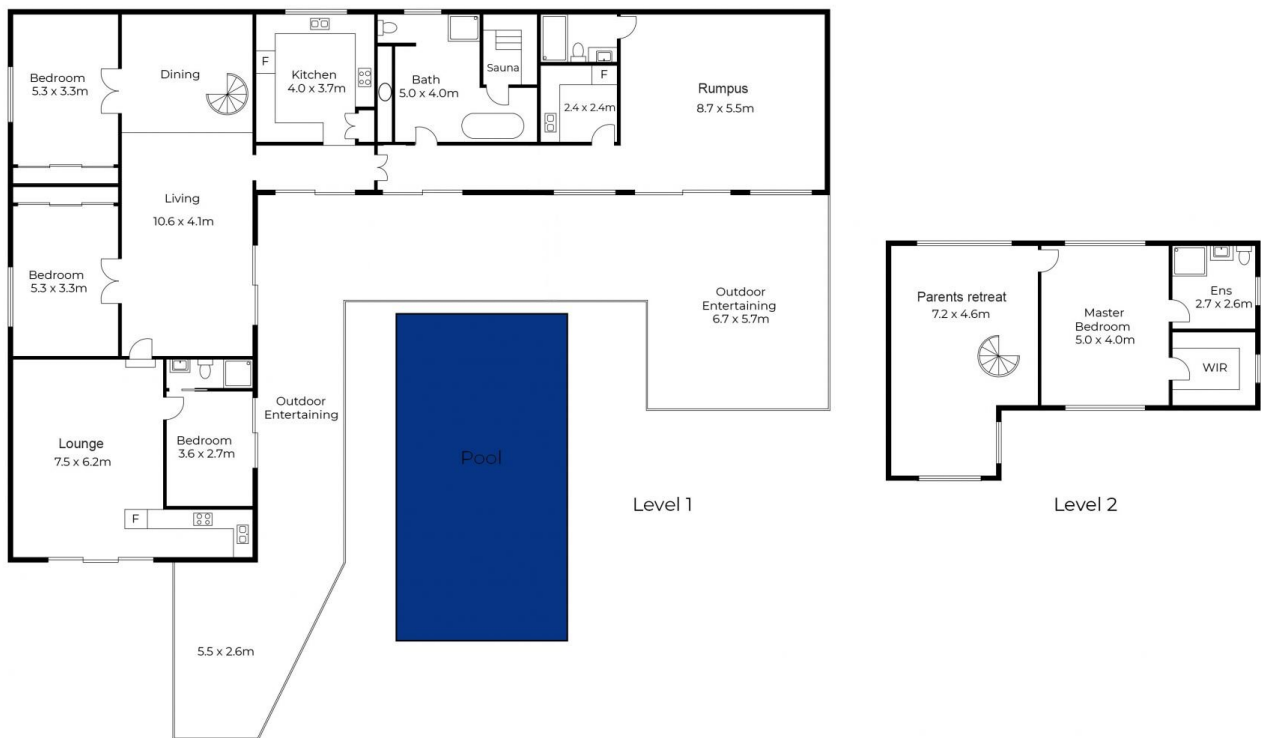 Bedroom
5.3 x 3.3m
Dining
F
Kitchen
4.0 x 3.7m
Bath
5.0 x 4.0m
Sauna
F
2.4 x 2.4m
Rumpus
8.7 x 5.5m
Living
10.6 x 4.1m
Bedroom
5.3 x 3.3m
Outdoor
Entertaining
6.7 x 5.7m
Outdoor
Entertaining
Lounge
7.5 x 6.2m
Bedroom
3.6 x 2.7m
F
Pool
Level 1
5.5 x 2.6m
Parents retreat
7.2 x 4.6m
Master
Bedroom
5.0 x 4.0m
Ens
2.7 x 2.6m
WIR
Level 2